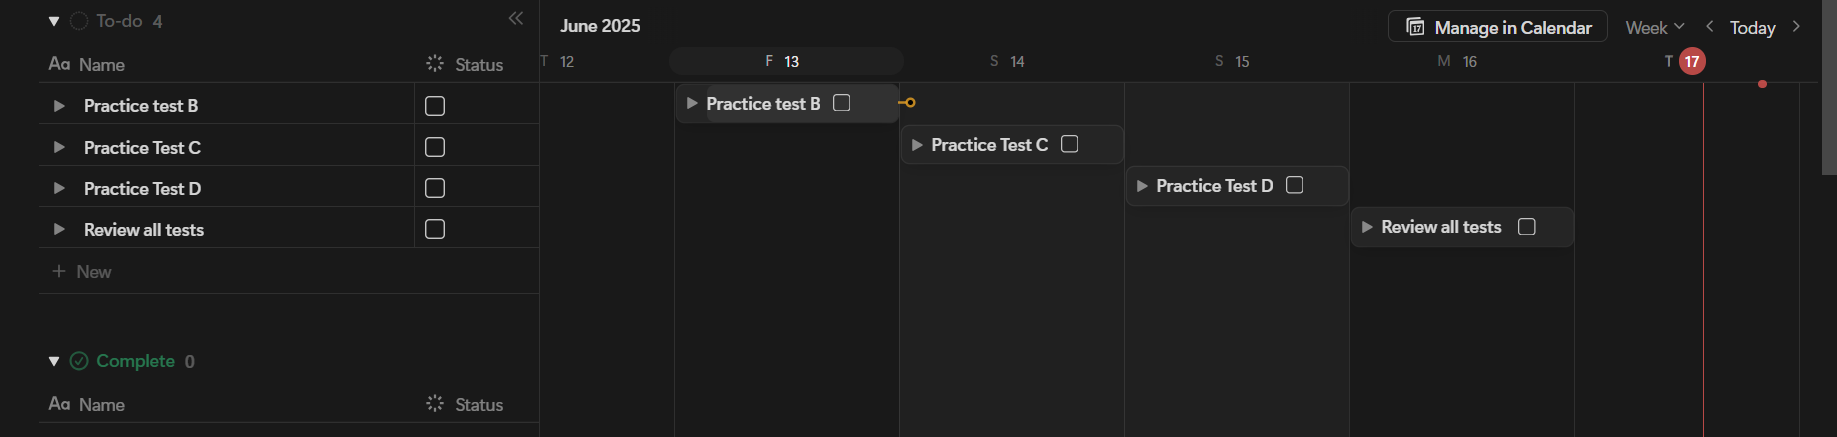 To-do 4
June 2025
Manage in Calendar
Week
Today
Aa Name
Status
T 12
F 13
S 14
S 15
M 16
T 17
Practice test B
Practice test B
Practice Test C
Practice Test C
Practice Test D
Practice Test D
Review all tests
Review all tests
+ New
Complete 0
Aa Name
Status